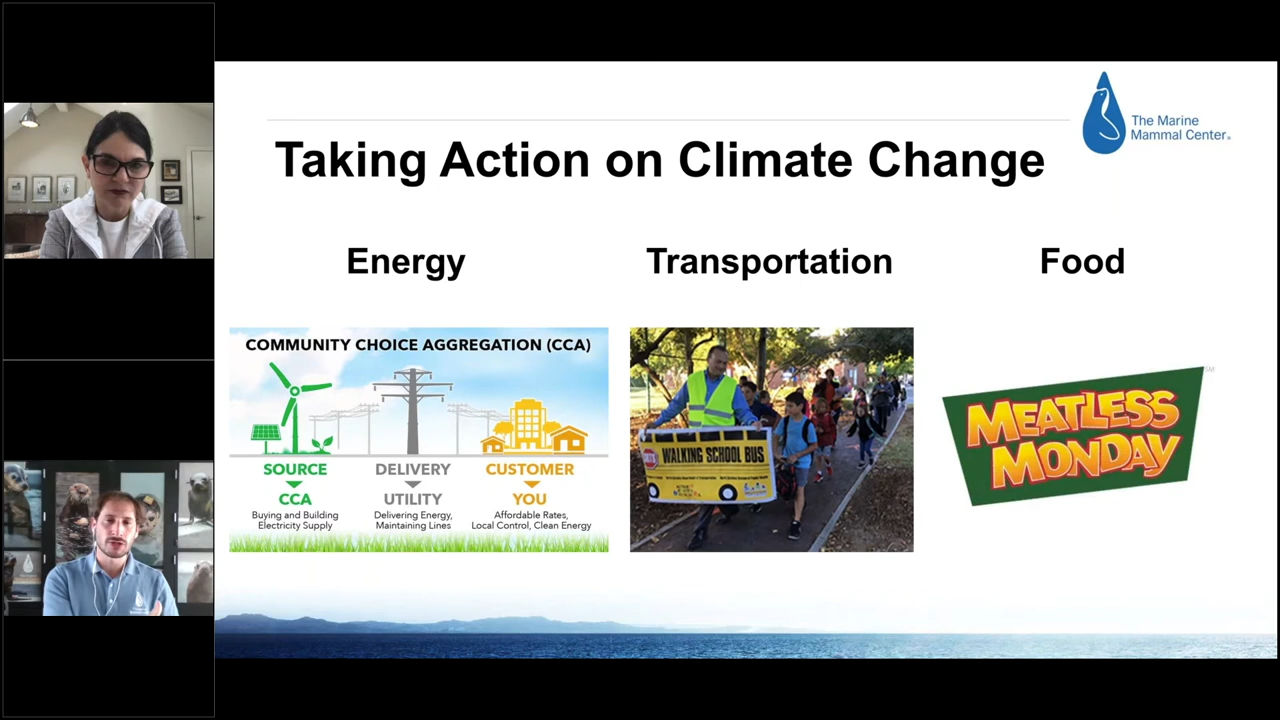 The Marine
Mammal Center®
Taking Action on Climate Change
Energy
Transportation
Food
COMMUNITY CHOICE AGGREGATION (CCA)
SOURCE
CCA
Buying and Building
Electricity Supply
DELIVERY
UTILITY
Delivering Energy,
Maintaining Lines
CUSTOMER
YOU
Affordable Rates,
Local Control, Clean Energy
WALKING SCHOOL BUS
MEATLESS
MONDAY
SM